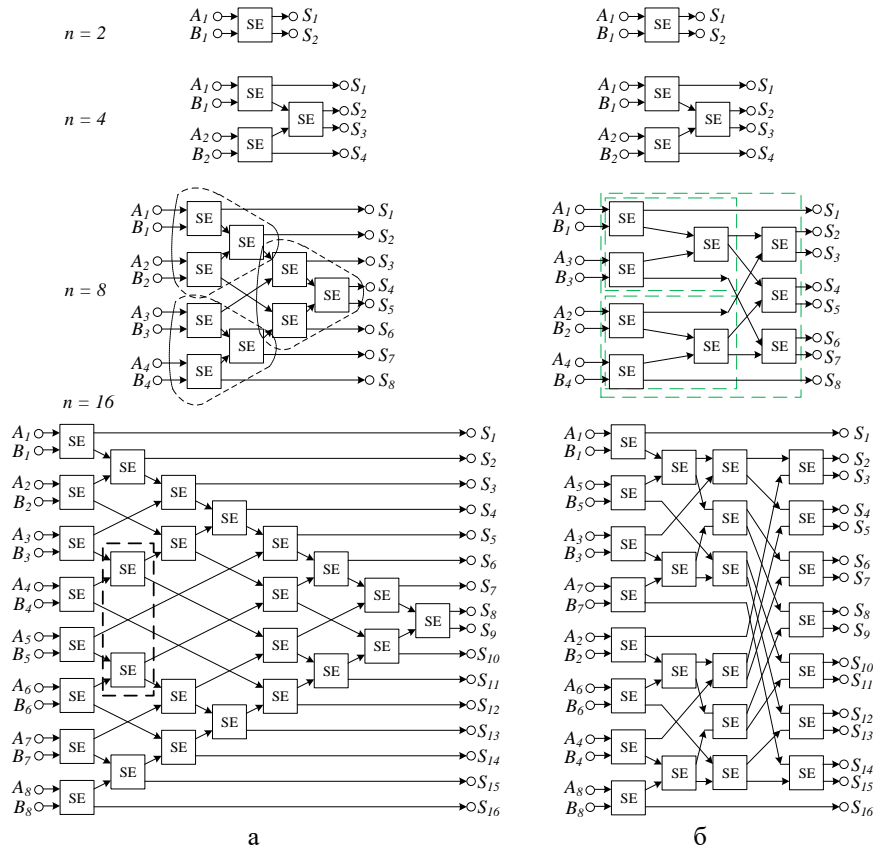 n = 2
A1 SE S1
B1 S2
A1 SE S1
B1 S2
n = 4
A1 SE S1
B1 SE S2
A2 SE S3
B2 S4
A1 SE S1
B1 SE S2
A2 SE S3
B2 S4
n = 8
A1 SE S1
B1 SE S2
A2 SE SE S3
B2 SE S4
A3 SE SE S5
B3 SE S6
A4 SE S7
B4 S8
A1 SE S1
B1 SE SE S2
A3 SE S3
B3 SE S4
A2 SE S5
B2 SE SE S6
A4 SE S7
B4 S8
n = 16
A1 SE S1
B1 SE S2
A2 SE SE S3
B2 SE S4
A3 SE SE SE S5
B3 SE SE S6
A4 SE SE SE S7
B4 SE S8
A5 SE SE SE S9
B5 SE SE S10
A6 SE SE SE S11
B6 SE S12
A7 SE SE S13
B7 SE S14
A8 SE S15
B8 S16
A1 SE S1
B1 SE SE SE S2
A5 SE S3
B5 SE SE S4
A3 SE S5
B3 SE SE SE S6
A7 SE S7
B7 SE S8
A2 SE S9
B2 SE SE SE S10
A6 SE S11
B6 SE SE S12
A4 SE S13
B4 SE SE SE S14
A8 SE S15
B8 S16
а
б